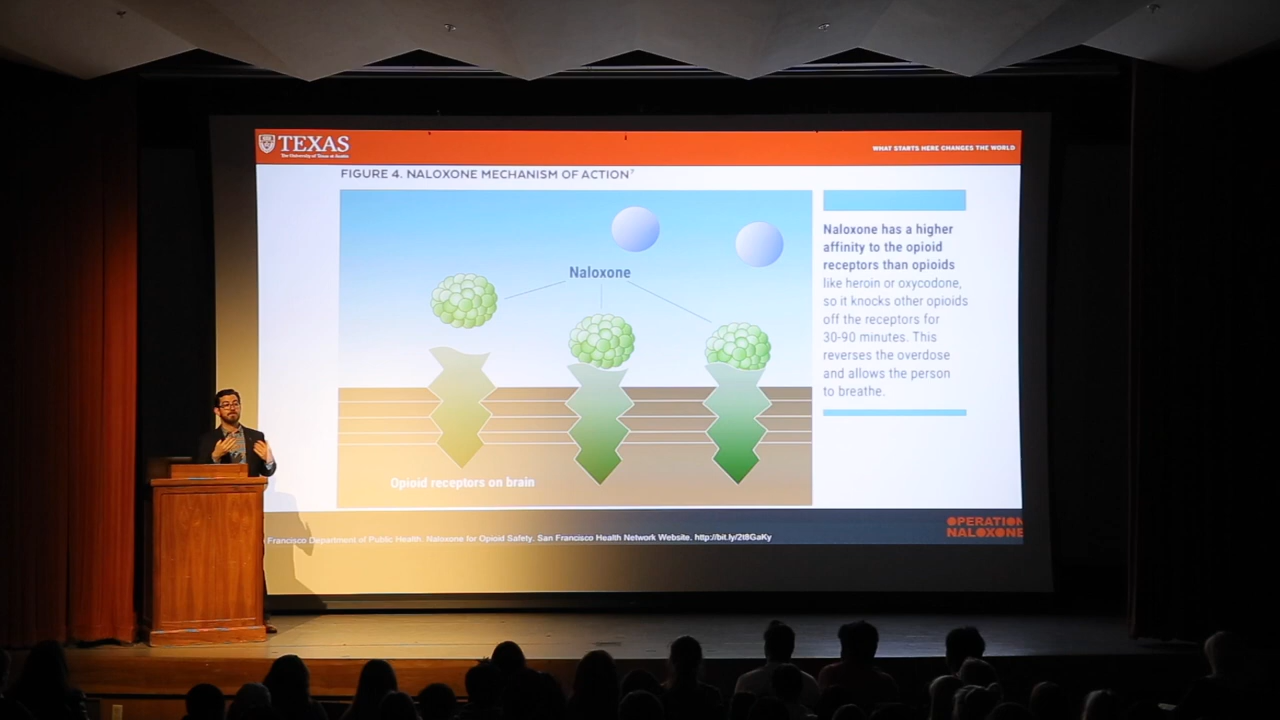 TEXAS
The University of Texas at Austin
WHAT STARTS HERE CHANGES THE WORLD
FIGURE 4. NALOXONE MECHANISM OF ACTION⁷
Naloxone
Opioid receptors on brain
Naloxone has a higher
affinity to the opioid
receptors than opioids
like heroin or oxycodone,
so it knocks other opioids
off the receptors for
30-90 minutes. This
reverses the overdose
and allows the person
to breathe.
Francisco Department of Public Health. Naloxone for Opioid Safety. San Francisco Health Network Website. http://bit.ly/2t8GaKy
OPERATION
NALOXONE